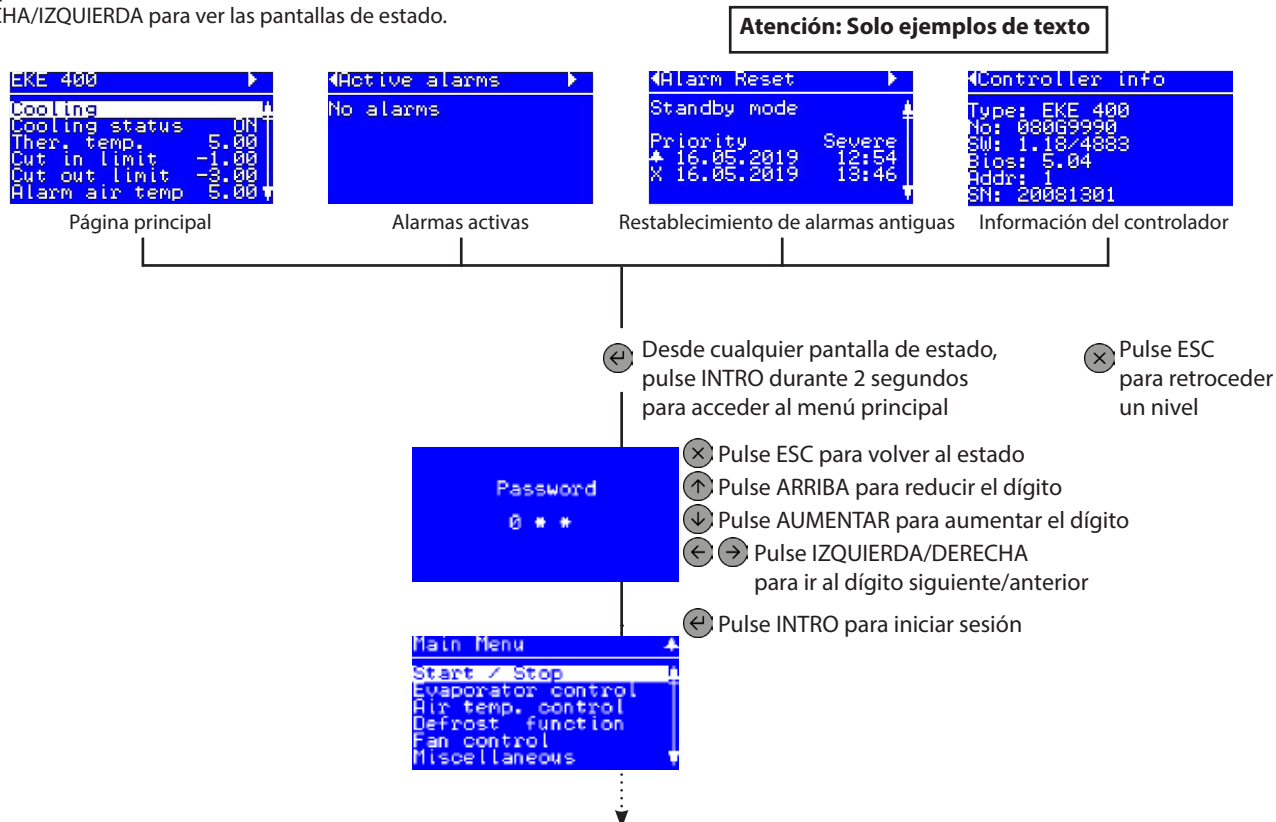 HA/IZQUIERDA para ver las pantallas de estado.
Atención: Solo ejemplos de texto
EKE 400
Cooling
Cooling status ON
Ther. temp. 5.00
Cut in limit -1.00
Cut out limit -3.00
Alarm air temp 5.00
Página principal
Active alarms
No alarms
Alarmas activas
Alarm Reset
Standby mode
Priority Severe
16.05.2019 12:54
X 16.05.2019 13:46
Restablecimiento de alarmas antiguas
Controller info
Type: EKE 400
No: 080G9990
SW: 1.18/4883
Bios: 5.04
Addr: 1
SN: 20081301
Información del controlador
Desde cualquier pantalla de estado,
pulse INTRO durante 2 segundos
para acceder al menú principal
Pulse ESC
para retroceder
un nivel
Password
0 * *
Pulse ESC para volver al estado
Pulse ARRIBA para reducir el dígito
Pulse AUMENTAR para aumentar el dígito
Pulse IZQUIERDA/DERECHA
para ir al dígito siguiente/anterior
Pulse INTRO para iniciar sesión
Main Menu
Start / Stop
Evaporator control
Air temp. control
Defrost function
Fan control
Miscellaneous